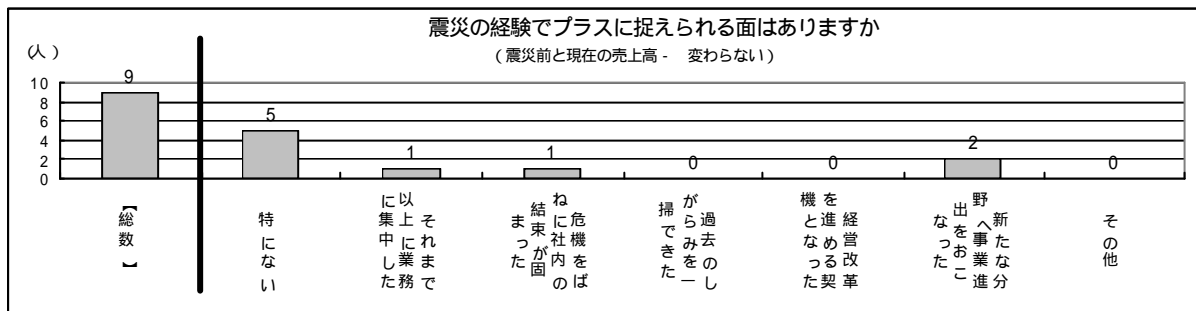 震災の経験でプラスに捉えられる面はありますか
(震災前と現在の売上高- 変わらない)
(人)
10
8
6
4
2
0
9
5
1
1
0
0
2
0
【総数】
特にない
それまで
以上に業務
に集中した
危機をば
ねに社内の
結束が固
まった
過去のし
がらみを一
掃できた
経営改革
を進める契
機となった
新たな分
野へ事業進
出をおこ
なった
その他